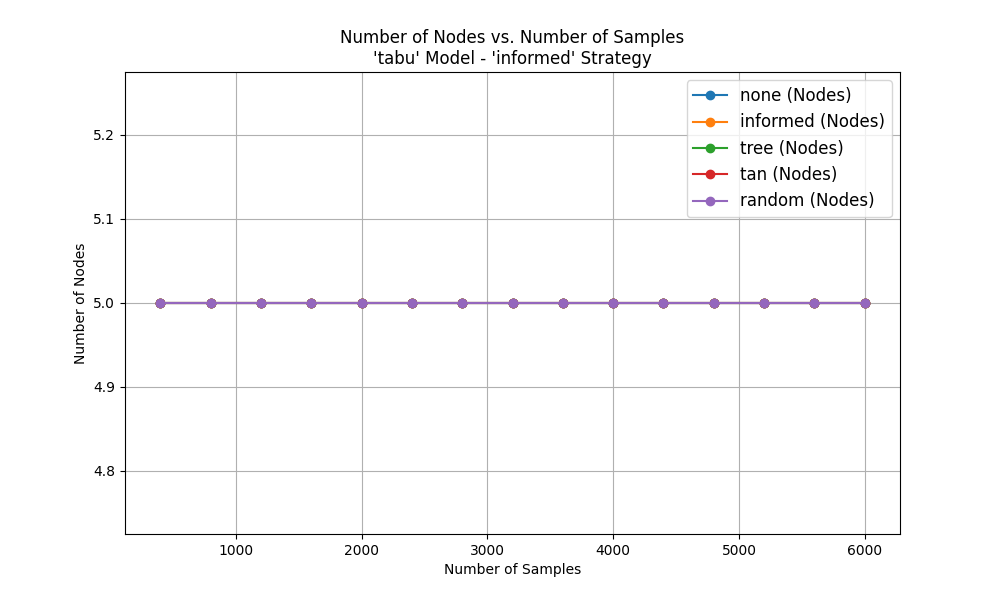 Number of Nodes vs. Number of Samples
'tabu' Model - 'informed' Strategy
none (Nodes)
informed (Nodes)
tree (Nodes)
tan (Nodes)
random (Nodes)
Number of Nodes
5.2
5.1
5.0
4.9
4.8
1000 2000 3000 4000 5000 6000
Number of Samples